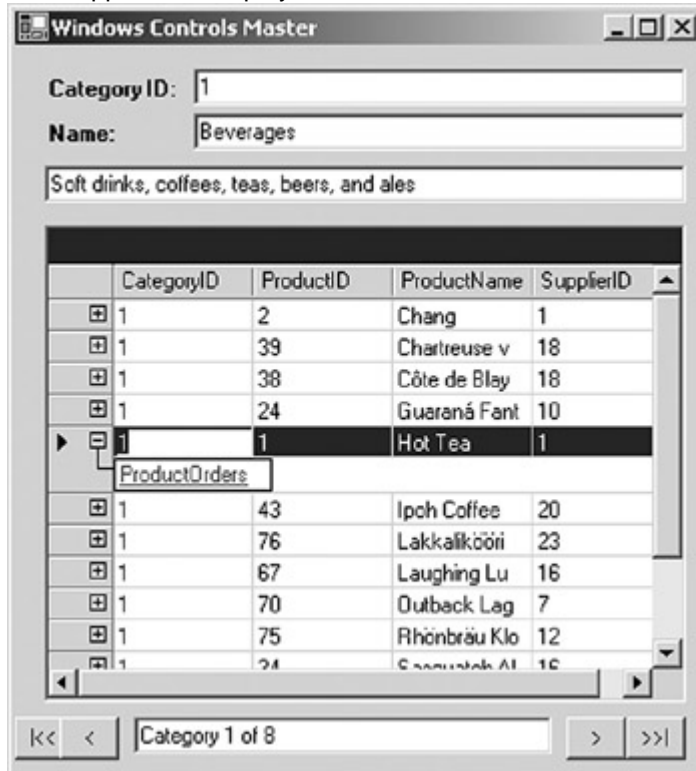 Windows Controls Master
Category ID: 1
Name: Beverages
Soft drinks, coffees, teas, beers, and ales
CategoryID ProductID ProductName SupplierID
1 2 Chang 1
1 39 Chartreuse v 18
1 38 Côte de Blay 18
1 24 Guaraná Fant 10
1 1 Hot Tea 1
ProductOrders
1 43 Ipoh Coffee 20
1 76 Lakkalikööri 23
1 67 Laughing Lu 16
1 70 Outback Lag 7
1 75 Rhönbräu Klo 12
|<< < Category 1 of 8 > >>|